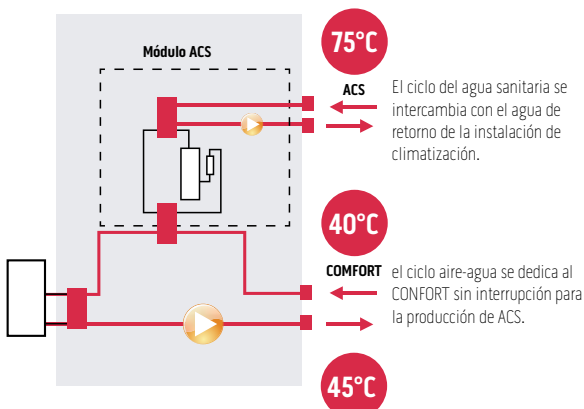 75°C
Módulo ACS
ACS
El ciclo del agua sanitaria se
intercambia con el agua de
retorno de la instalación de
climatización.
40°C
COMFORT
el ciclo aire-agua se dedica al
CONFORT sin interrupción para
la producción de ACS.
45°C